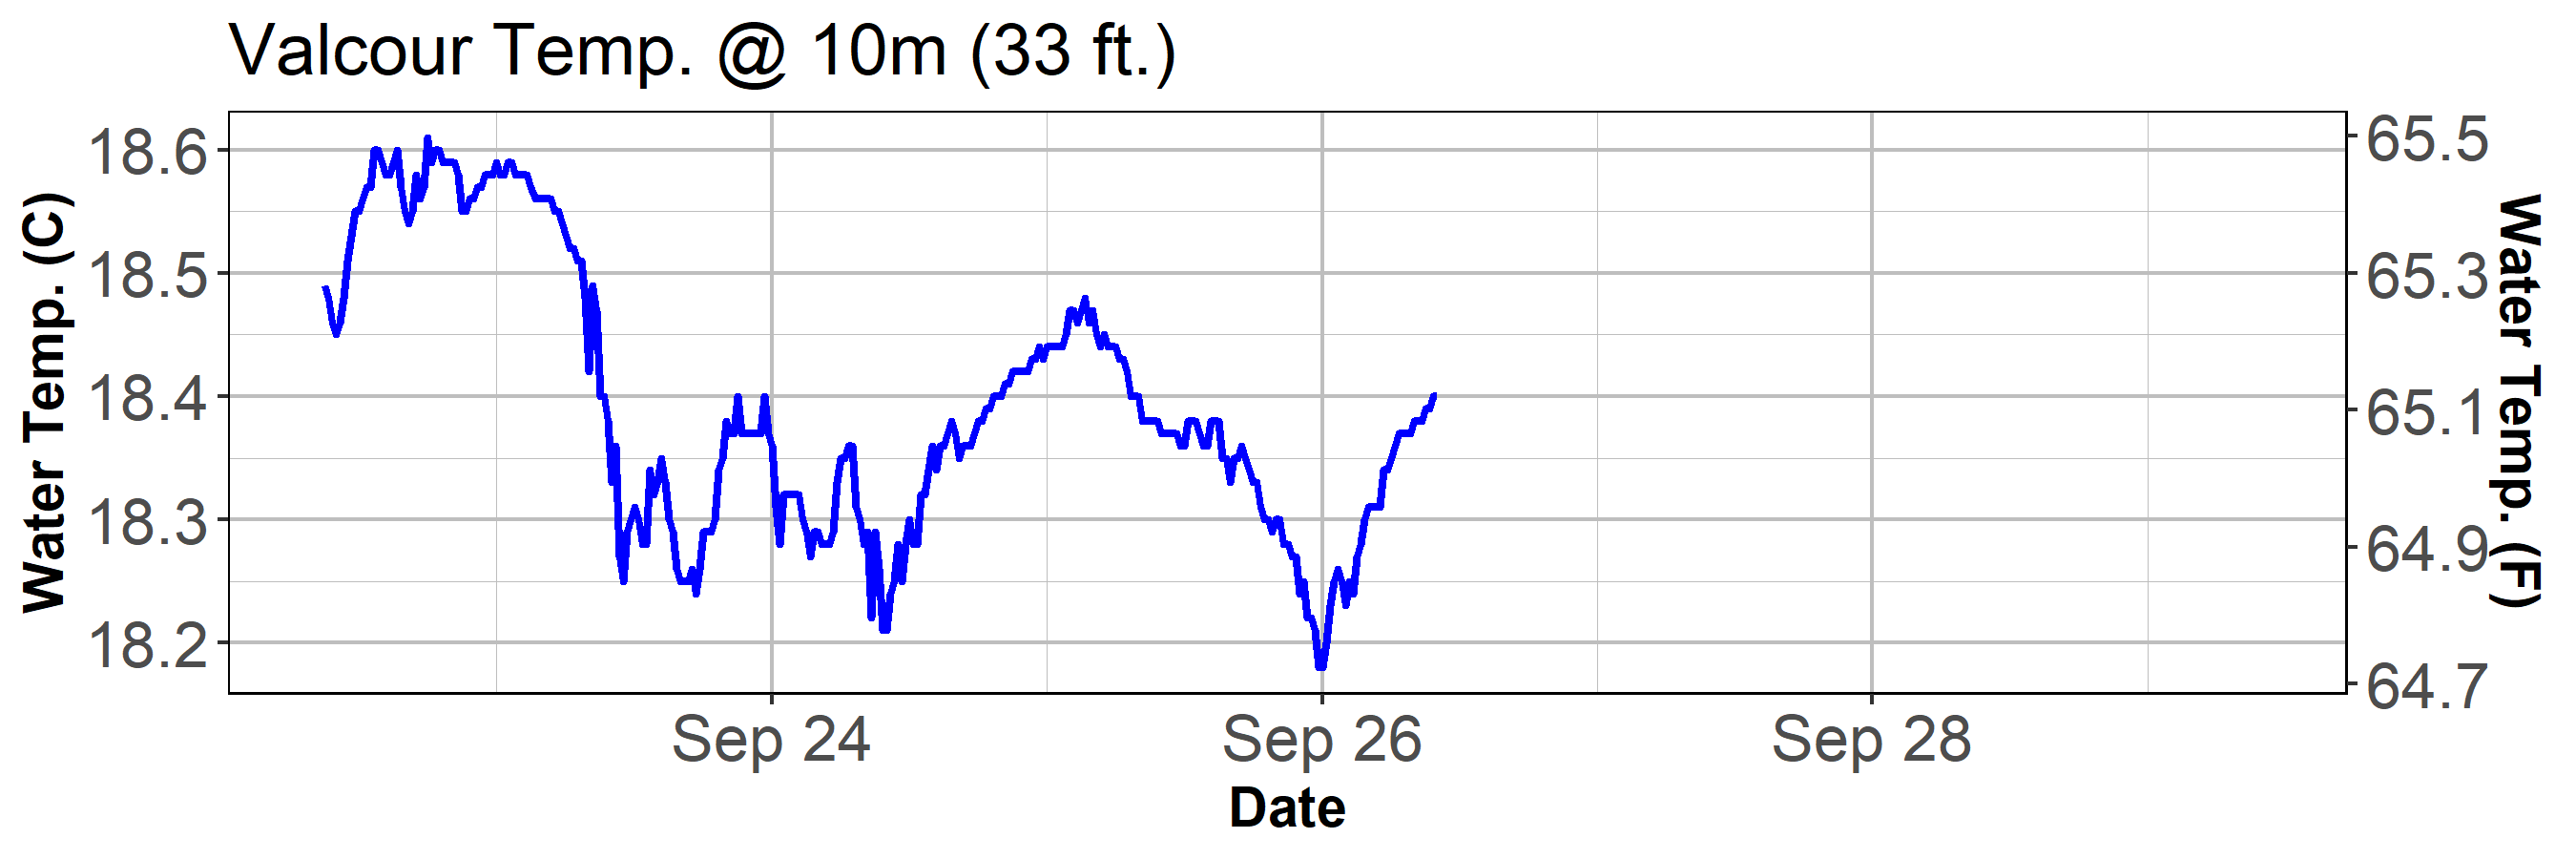 Valcour Temp. @ 10m (33 ft.)
Water Temp. (C)
18.6
18.5
18.4
18.3
18.2
65.5
65.3
65.1
64.9
64.7
Water Temp. (F)
Sep 24
Sep 26
Sep 28
Date